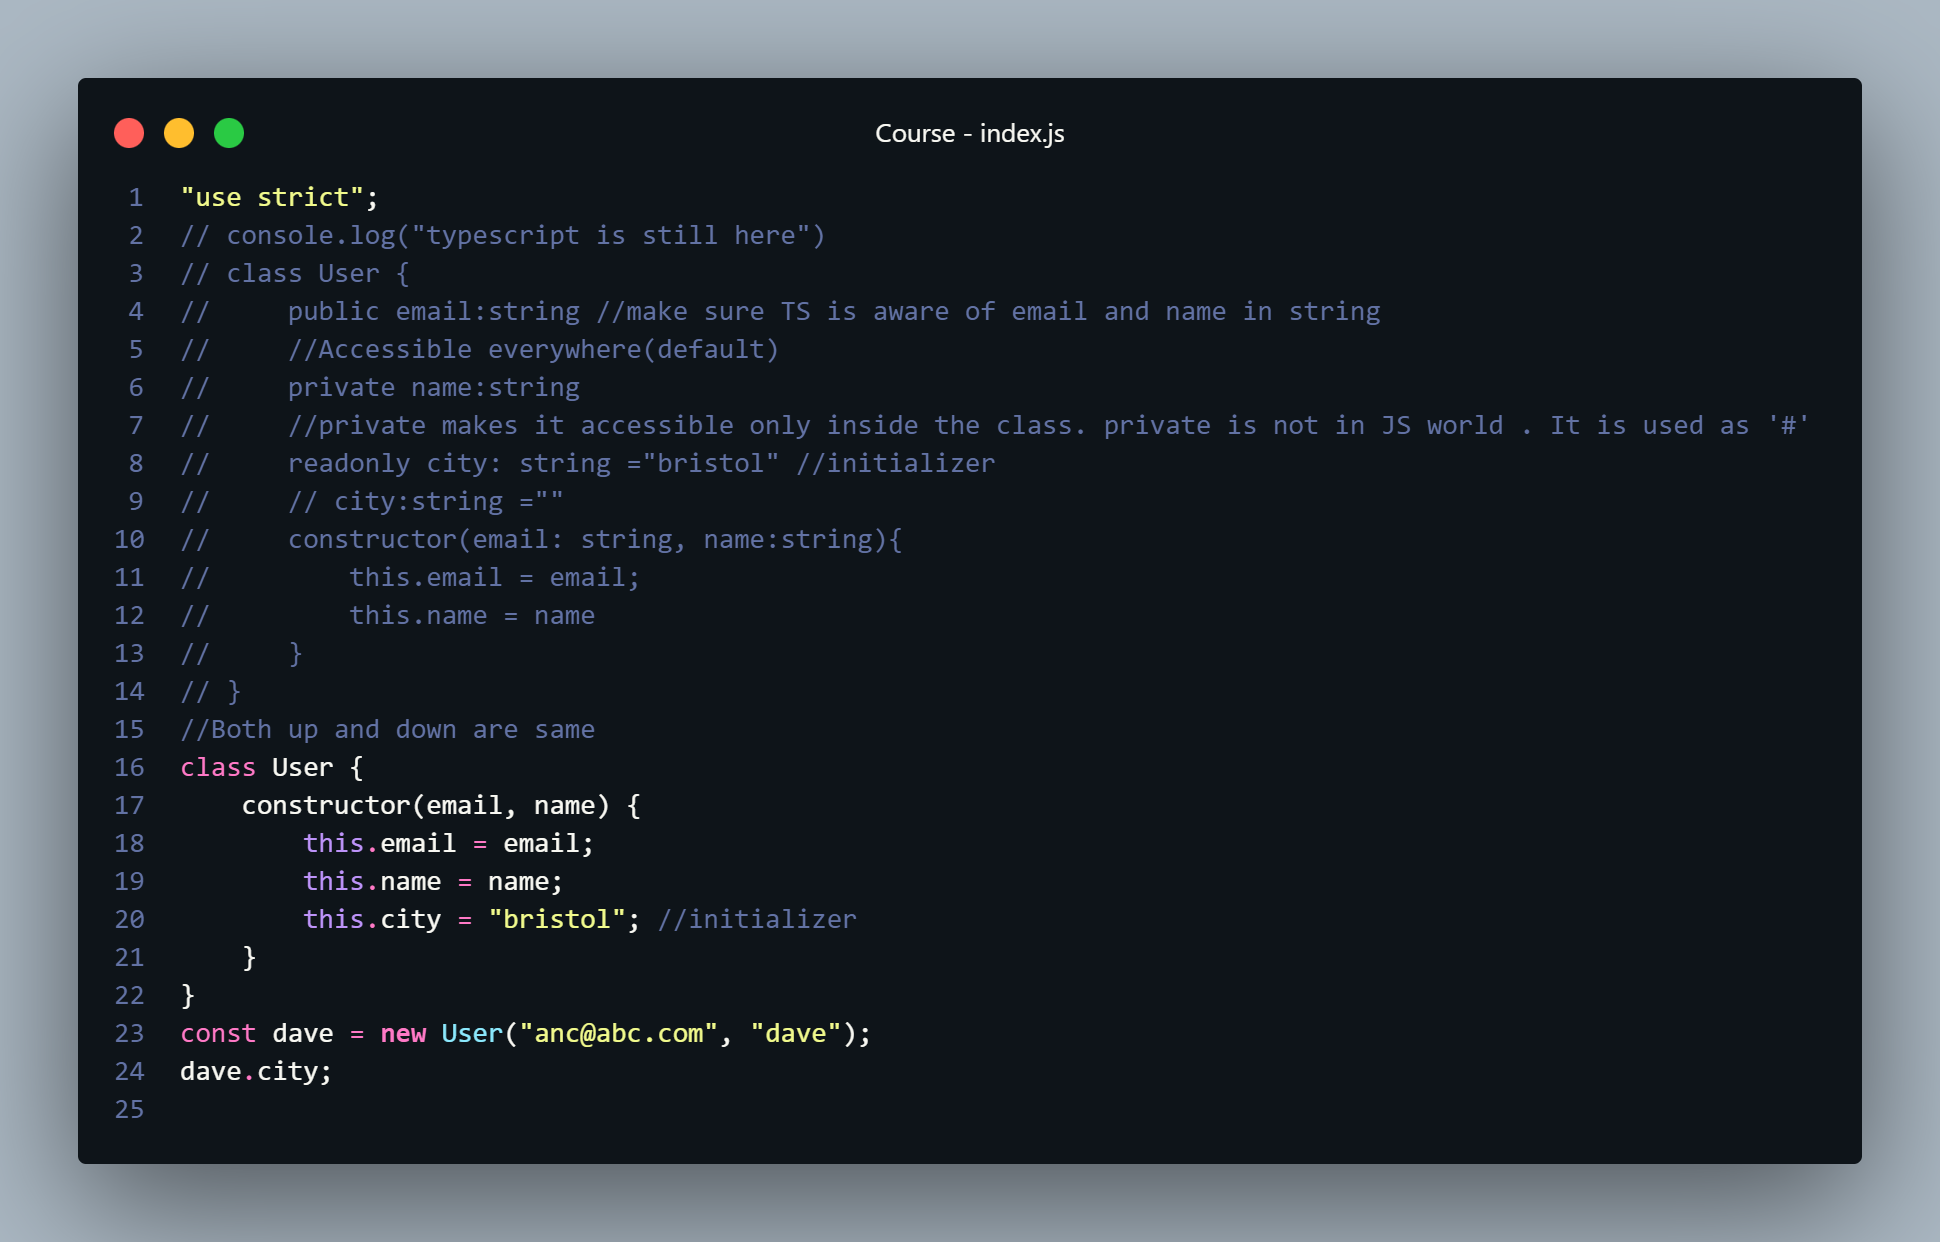 Course - index.js
1 "use strict";
2 // console.log("typescript is still here")
3 // class User {
4 //     public email:string //make sure TS is aware of email and name in string
5 //     //Accessible everywhere(default)
6 //     private name:string
7 //     //private makes it accessible only inside the class. private is not in JS world . It is used as '#'
8 //     readonly city: string ="bristol" //initializer
9 //     // city:string =""
10 //     constructor(email: string, name:string){
11 //         this.email = email;
12 //         this.name = name
13 //     }
14 // }
15 //Both up and down are same
16 class User {
17     constructor(email, name) {
18         this.email = email;
19         this.name = name;
20         this.city = "bristol"; //initializer
21     }
22 }
23 const dave = new User("anc@abc.com", "dave");
24 dave.city;
25